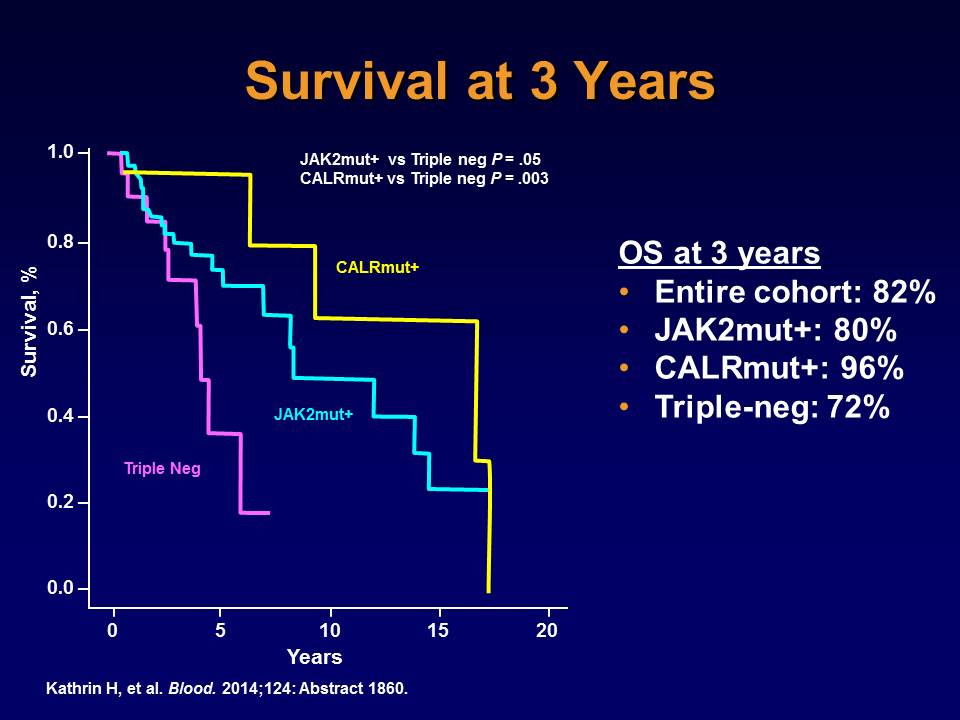 Survival at 3 Years
JAK2mut+ vs Triple neg P = .05
CALRmut+ vs Triple neg P = .003
1.0
0.8
0.6
0.4
0.2
0.0
Survival, %
CALRmut+
JAK2mut+
Triple Neg
0 5 10 15 20
Years
OS at 3 years
• Entire cohort: 82%
• JAK2mut+: 80%
• CALRmut+: 96%
• Triple-neg: 72%
Kathrin H, et al. Blood. 2014;124: Abstract 1860.